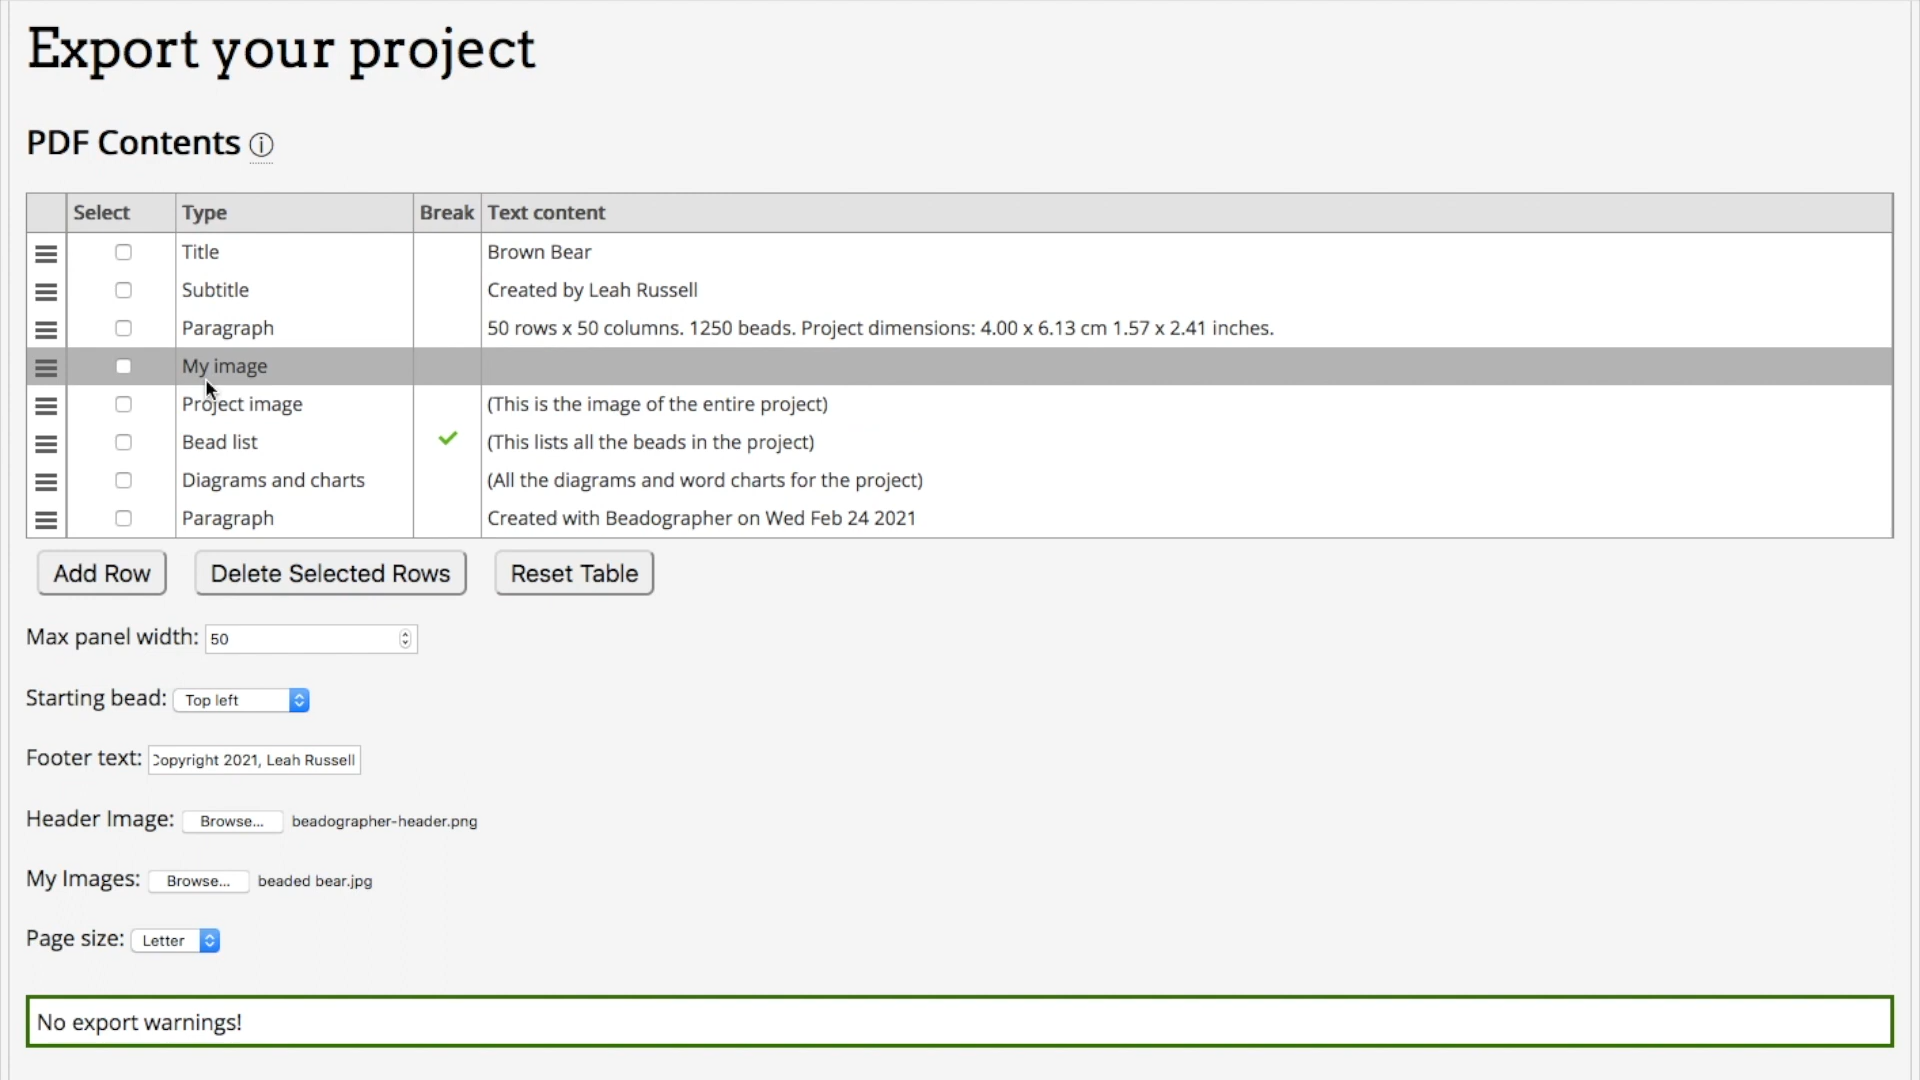 Export your project
PDF Contents ⓘ
Select Type Break Text content
Title Brown Bear
Subtitle Created by Leah Russell
Paragraph 50 rows x 50 columns. 1250 beads. Project dimensions: 4.00 x 6.13 cm 1.57 x 2.41 inches.
My image
Project image (This is the image of the entire project)
Bead list (This lists all the beads in the project)
Diagrams and charts (All the diagrams and word charts for the project)
Paragraph Created with Beadographer on Wed Feb 24 2021
Add Row Delete Selected Rows Reset Table
Max panel width: 50
Starting bead: Top left
Footer text: Copyright 2021, Leah Russell
Header Image: Browse... beadographer-header.png
My Images: Browse... beaded bear.jpg
Page size: Letter
No export warnings!